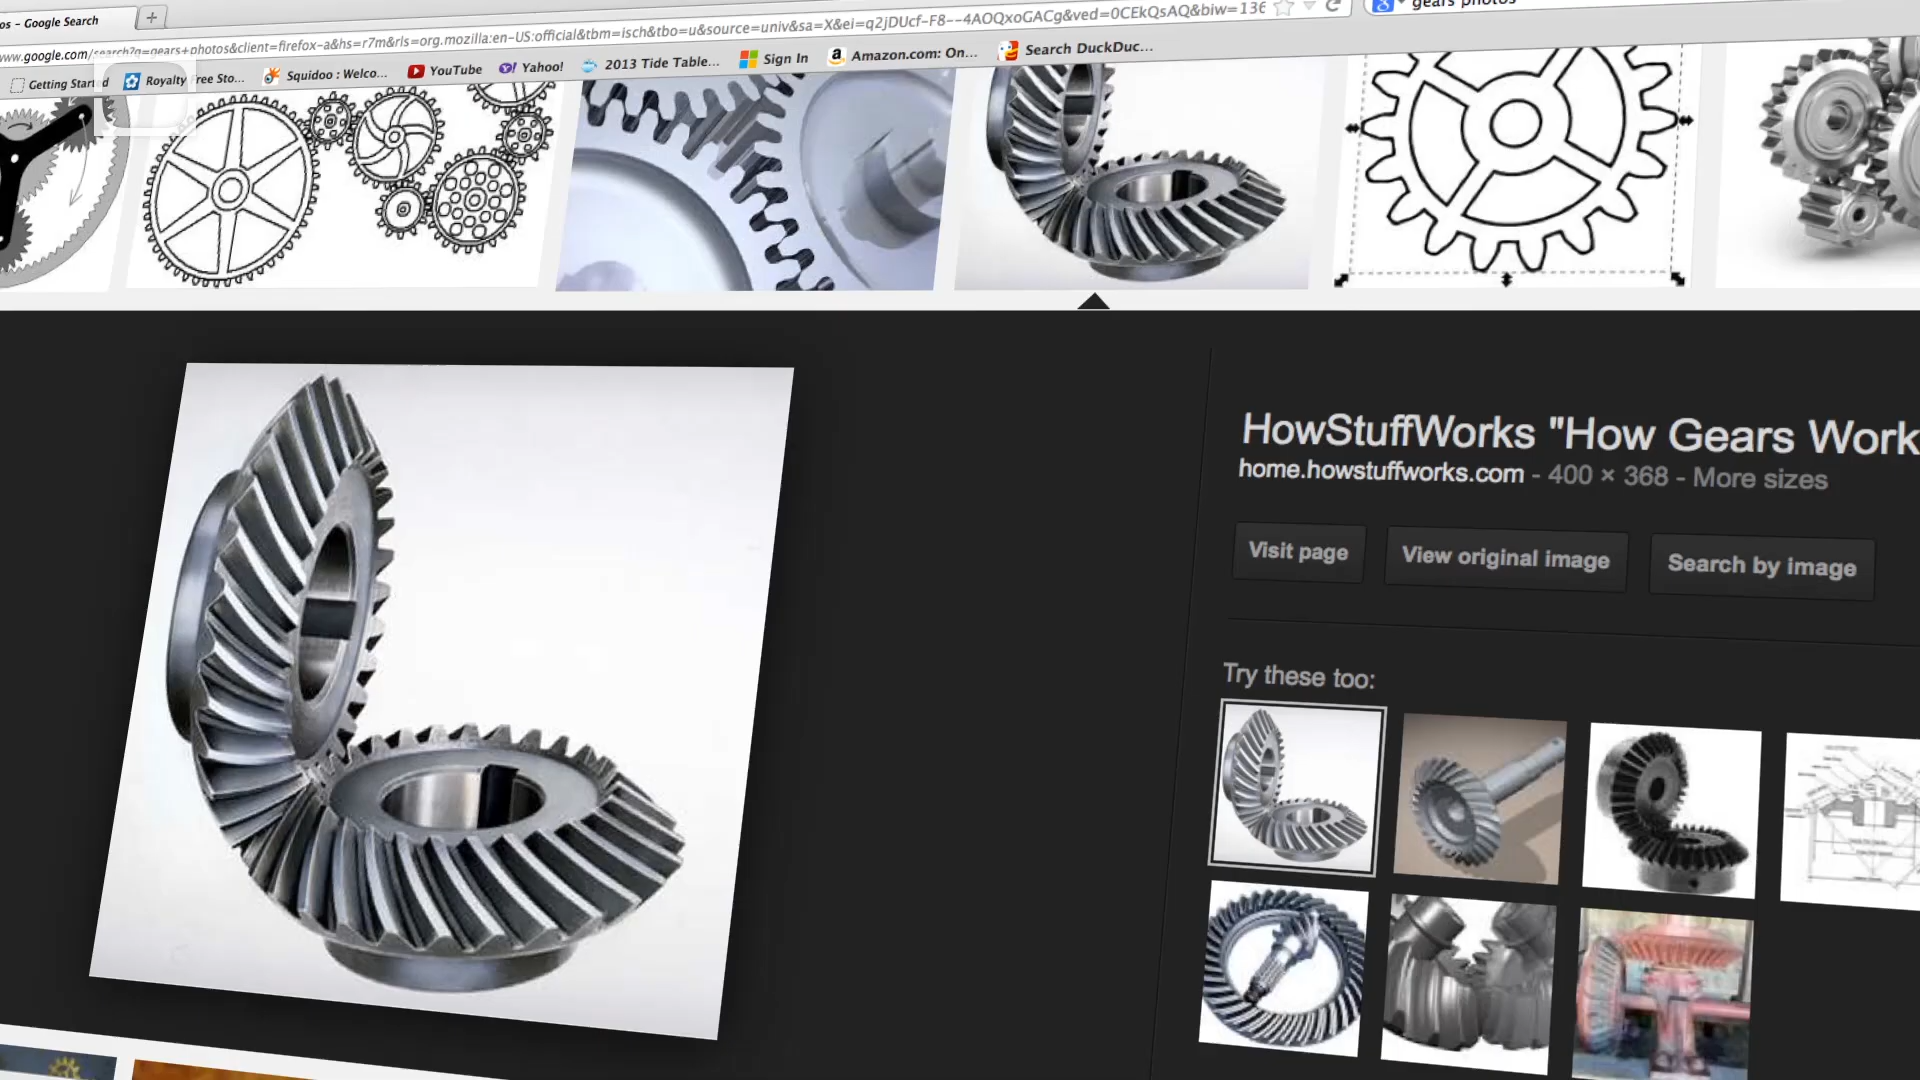 os - Google Search
www.google.com/search?q=gears+photos&client=firefox-a&hs=r7m&rls=org.mozilla:en-US:official&tbm=isch&tbo=u&source=univ&sa=X&ei=q2jDUcf-F8--4AOQxoGACg&ved=0CEkQsAQ&biw=136
gears photos
Getting Started
Royalty Free Sto...
Squidoo : Welco...
YouTube
Yahoo!
2013 Tide Table...
Sign In
Amazon.com: On...
Search DuckDuc...
HowStuffWorks "How Gears Work
home.howstuffworks.com - 400 × 368 - More sizes
Visit page
View original image
Search by image
Try these too: